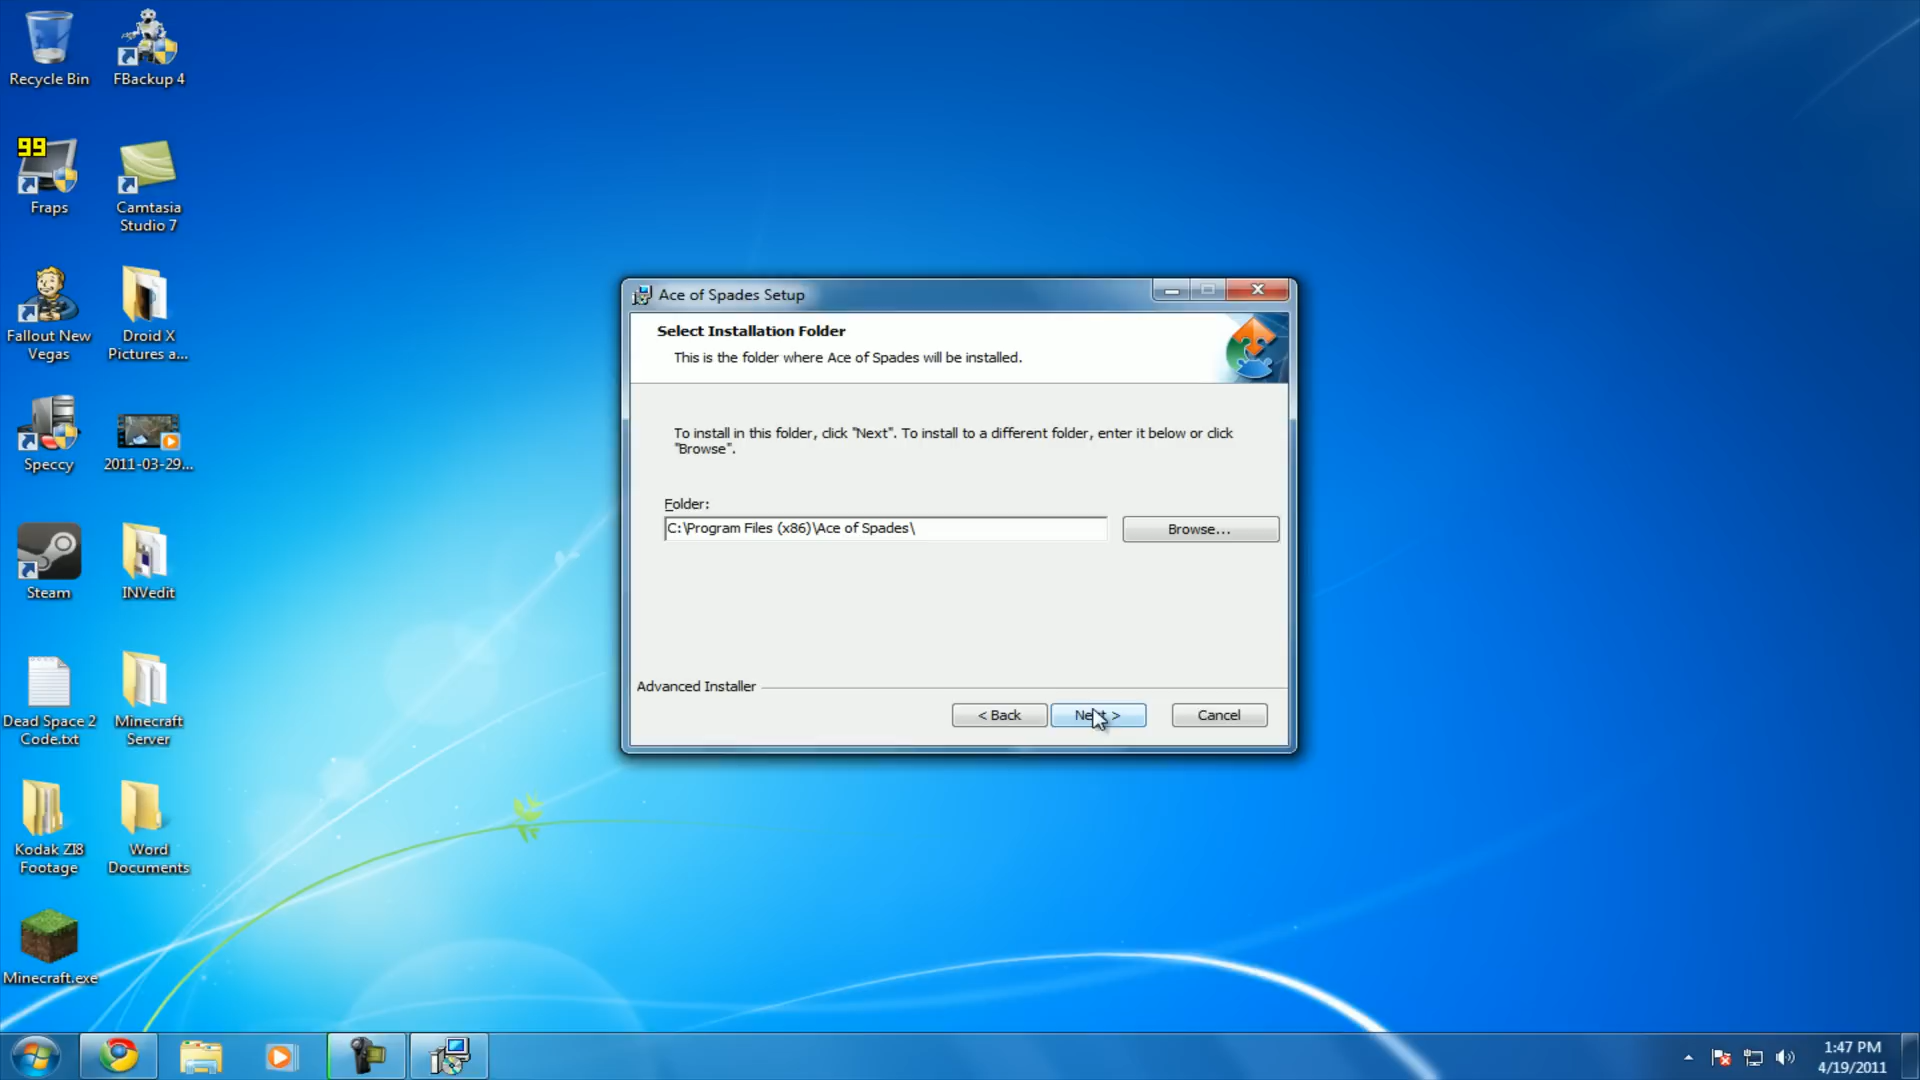 Recycle Bin
FBackup 4
99
Fraps
Camtasia
Studio 7
Fallout New
Vegas
Droid X
Pictures a...
Speccy
2011-03-29...
Steam
INVedit
Dead Space 2
Code.txt
Minecraft
Server
Kodak ZI8
Footage
Word
Documents
Minecraft.exe
Ace of Spades Setup
Select Installation Folder
This is the folder where Ace of Spades will be installed.
To install in this folder, click "Next". To install to a different folder, enter it below or click
"Browse".
Folder:
C:\Program Files (x86)\Ace of Spades\
Browse...
Advanced Installer
< Back
Next >
Cancel
1:47 PM
4/19/2011